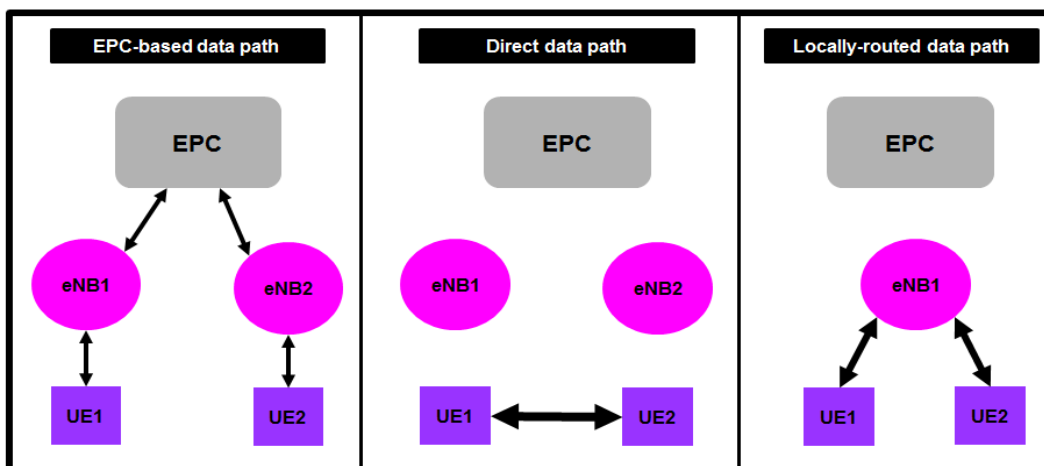 EPC-based data path
EPC
eNB1
eNB2
UE1
UE2
Direct data path
EPC
eNB1
eNB2
UE1
UE2
Locally-routed data path
EPC
eNB1
UE1
UE2